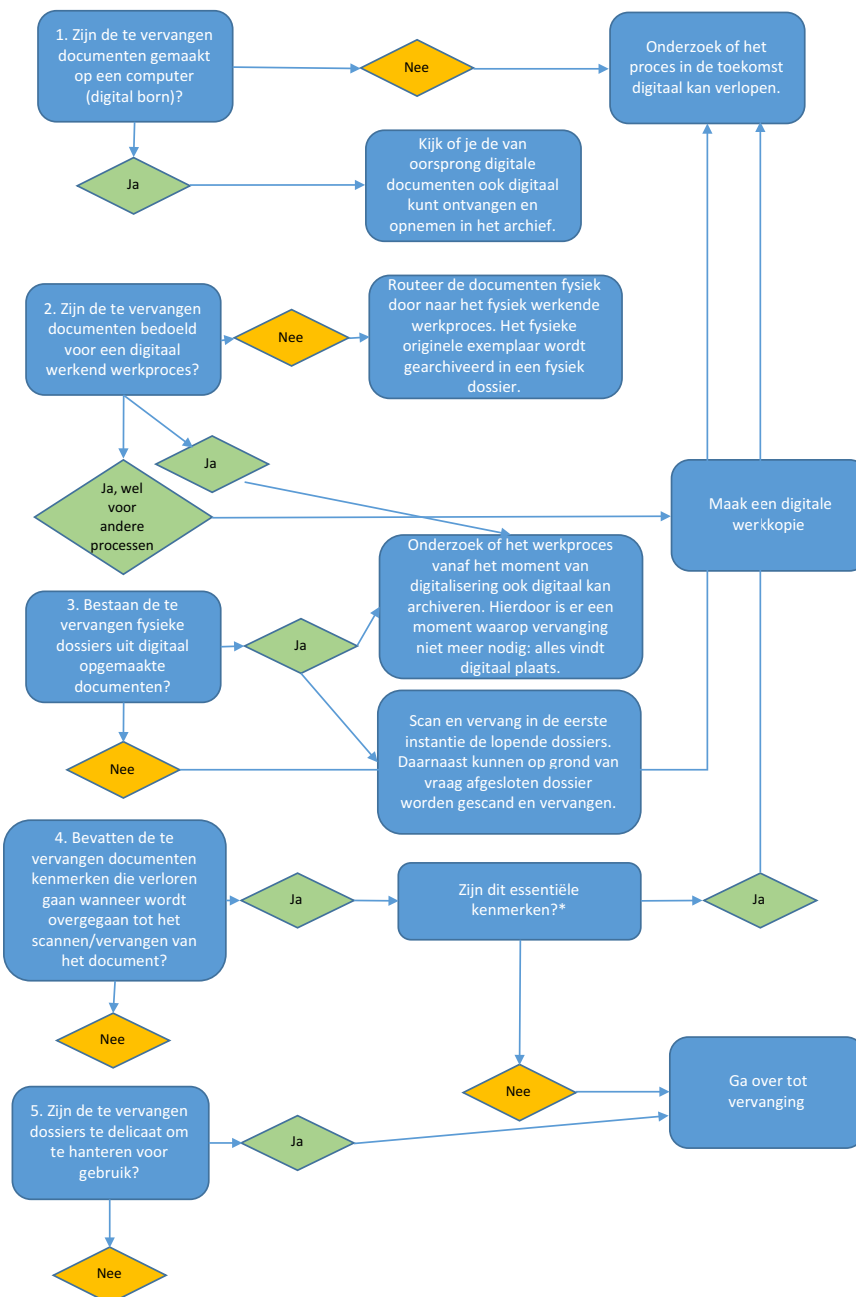 1. Zijn de te vervangen
documenten gemaakt
op een computer
(digital born)?
Nee
Onderzoek of het
proces in de toekomst
digitaal kan verlopen.
Ja
Kijk of je de van
oorsprong digitale
documenten ook digitaal
kunt ontvangen en
opnemen in het archief.
2. Zijn de te vervangen
documenten bedoeld
voor een digitaal
werkend werkproces?
Nee
Routeer de documenten fysiek
door naar het fysiek werkende
werkproces. Het fysieke
originele exemplaar wordt
gearchiveerd in een fysiek
dossier.
Ja
Ja, wel
voor
andere
processen
Maak een digitale
werkkopie
Onderzoek of het werkproces
vanaf het moment van
digitalisering ook digitaal kan
archiveren. Hierdoor is er een
moment waarop vervanging
niet meer nodig: alles vindt
digitaal plaats.
3. Bestaan de te
vervangen fysieke
dossiers uit digitaal
opgemaakte
documenten?
Ja
Scan en vervang in de eerste
instantie de lopende dossiers.
Daarnaast kunnen op grond van
vraag afgesloten dossier
worden gescand en vervangen.
Nee
4. Bevatten de te
vervangen documenten
kenmerken die verloren
gaan wanneer wordt
overgegaan tot het
scannen/vervangen van
het document?
Ja
Zijn dit essentiële
kenmerken?*
Ja
Nee
Nee
Ga over tot
vervanging
5. Zijn de te vervangen
dossiers te delicaat om
te hanteren voor
gebruik?
Ja
Nee